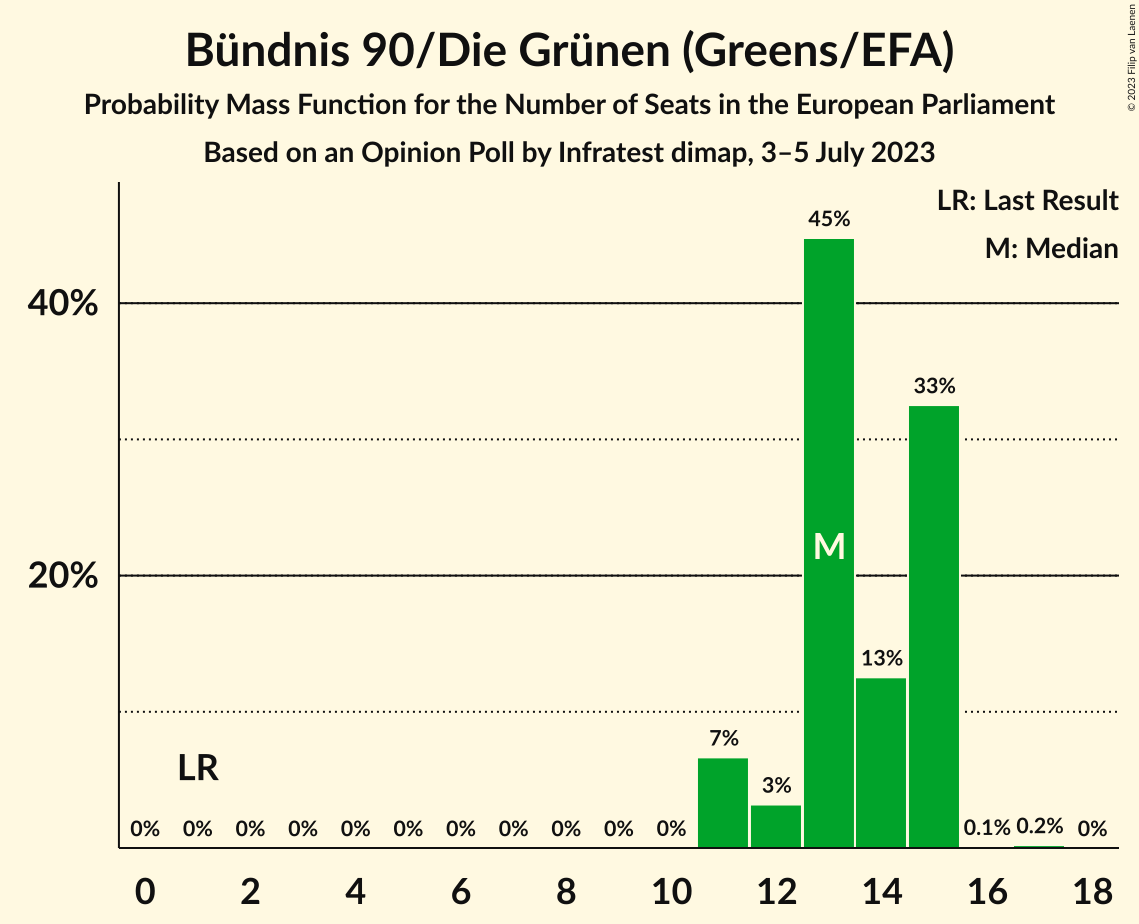 Bündnis 90/Die Grünen (Greens/EFA)
Probability Mass Function for the Number of Seats in the European Parliament
Based on an Opinion Poll by Infratest dimap, 3–5 July 2023
© 2023 Filip van Laenen
LR: Last Result
M: Median
45%
40%
33%
M
20%
13%
7%
LR
3%
0% 0% 0% 0% 0% 0% 0% 0% 0% 0% 0% 0.1% 0.2% 0%
0 2 4 6 8 10 12 14 16 18